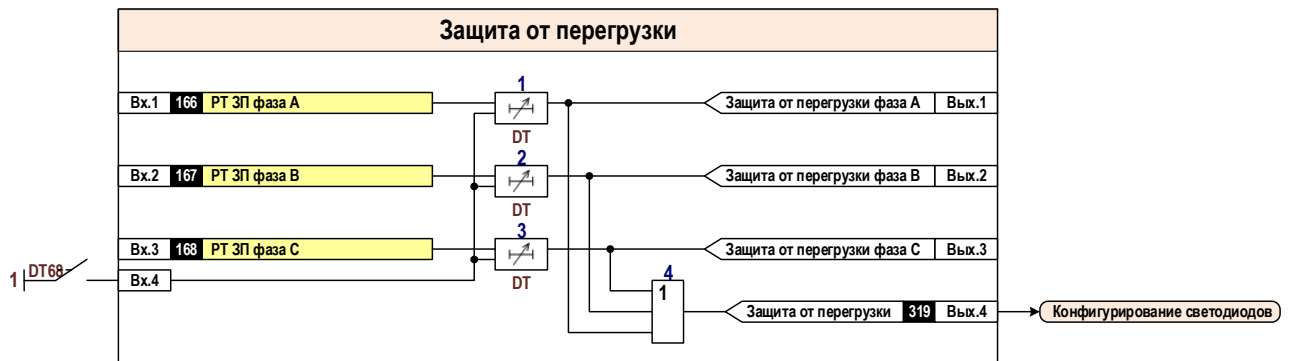 Защита от перегрузки
1
Вх.1 166 РТ ЗП фаза А
Защита от перегрузки фаза А Вых.1
DT
2
Вх.2 167 РТ ЗП фаза В
Защита от перегрузки фаза В Вых.2
DT
3
Вх.3 168 РТ ЗП фаза С
Защита от перегрузки фаза С Вых.3
1 DT68
Вх.4
DT
4
1
Защита от перегрузки 319 Вых.4
Конфигурирование светодиодов